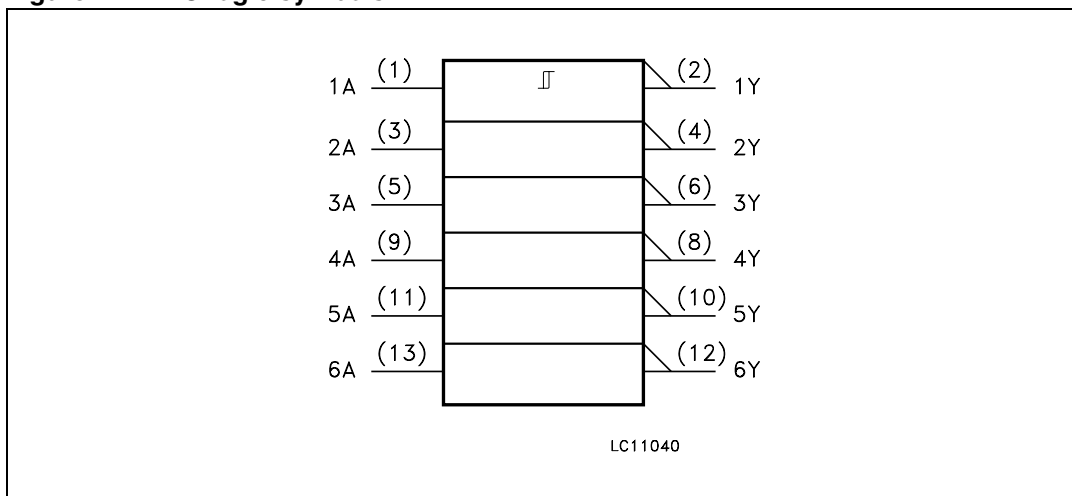 1A (1) (2) 1Y
2A (3) (4) 2Y
3A (5) (6) 3Y
4A (9) (8) 4Y
5A (11) (10) 5Y
6A (13) (12) 6Y
LC11040